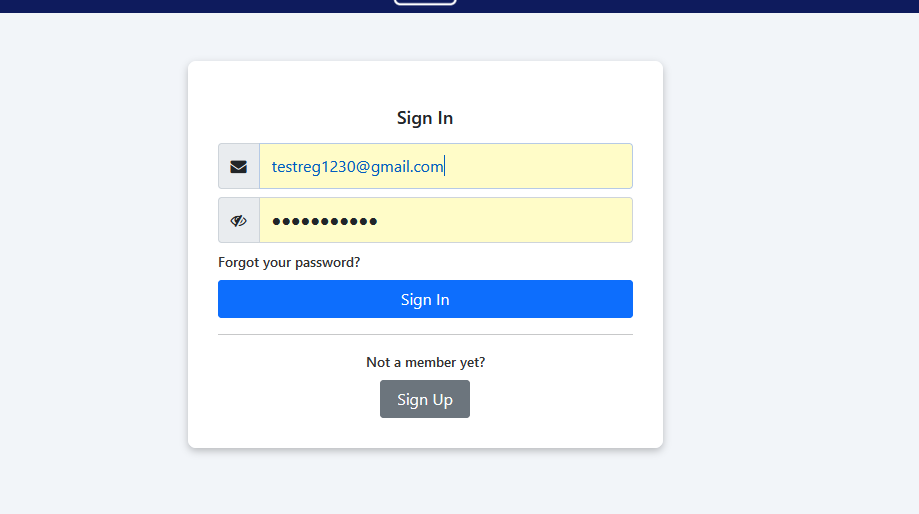 Sign In
testreg1230@gmail.com
•••••••••••
Forgot your password?
Sign In
Not a member yet?
Sign Up